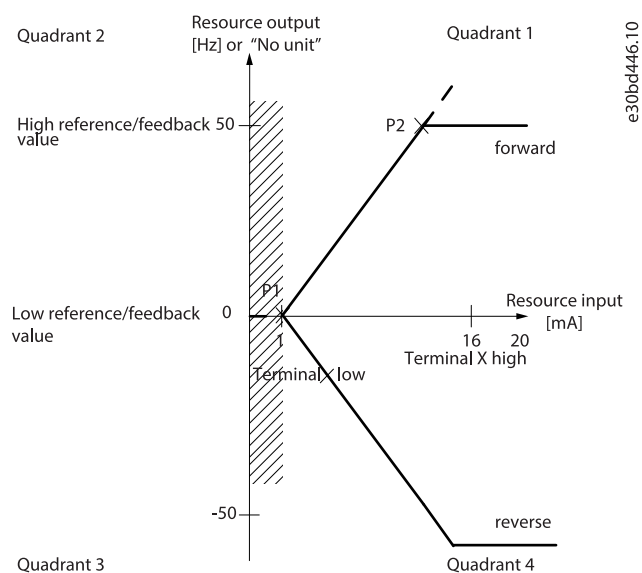 Quadrant 2
Resource output
[Hz] or “No unit”
Quadrant 1
e30bd446.10
High reference/feedback
value
50
P2
forward
P1
Low reference/feedback
value
0
Resource input
[mA]
1
16
20
Terminal X high
Terminal X low
-50
reverse
Quadrant 3
Quadrant 4